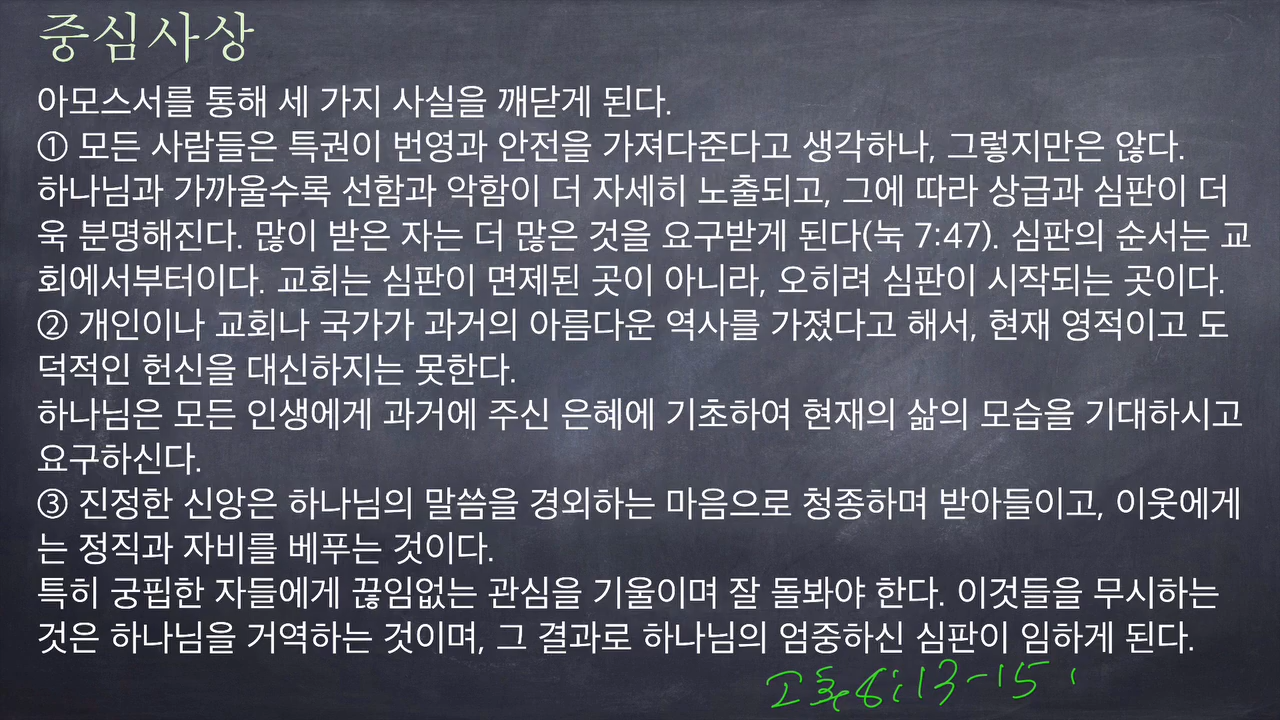 중심사상
아모스서를 통해 세 가지 사실을 깨닫게 된다.
① 모든 사람들은 특권이 번영과 안전을 가져다준다고 생각하나, 그렇지만은 않다.
하나님과 가까울수록 선함과 악함이 더 자세히 노출되고, 그에 따라 상급과 심판이 더
욱 분명해진다. 많이 받은 자는 더 많은 것을 요구받게 된다(눅 7:47). 심판의 순서는 교
회에서부터이다. 교회는 심판이 면제된 곳이 아니라, 오히려 심판이 시작되는 곳이다.
② 개인이나 교회나 국가가 과거의 아름다운 역사를 가졌다고 해서, 현재 영적이고 도
덕적인 헌신을 대신하지는 못한다.
하나님은 모든 인생에게 과거에 주신 은혜에 기초하여 현재의 삶의 모습을 기대하시고
요구하신다.
③ 진정한 신앙은 하나님의 말씀을 경외하는 마음으로 청종하며 받아들이고, 이웃에게
는 정직과 자비를 베푸는 것이다.
특히 궁핍한 자들에게 끊임없는 관심을 기울이며 잘 돌봐야 한다. 이것들을 무시하는
것은 하나님을 거역하는 것이며, 그 결과로 하나님의 엄중하신 심판이 임하게 된다.
고후8:13-15